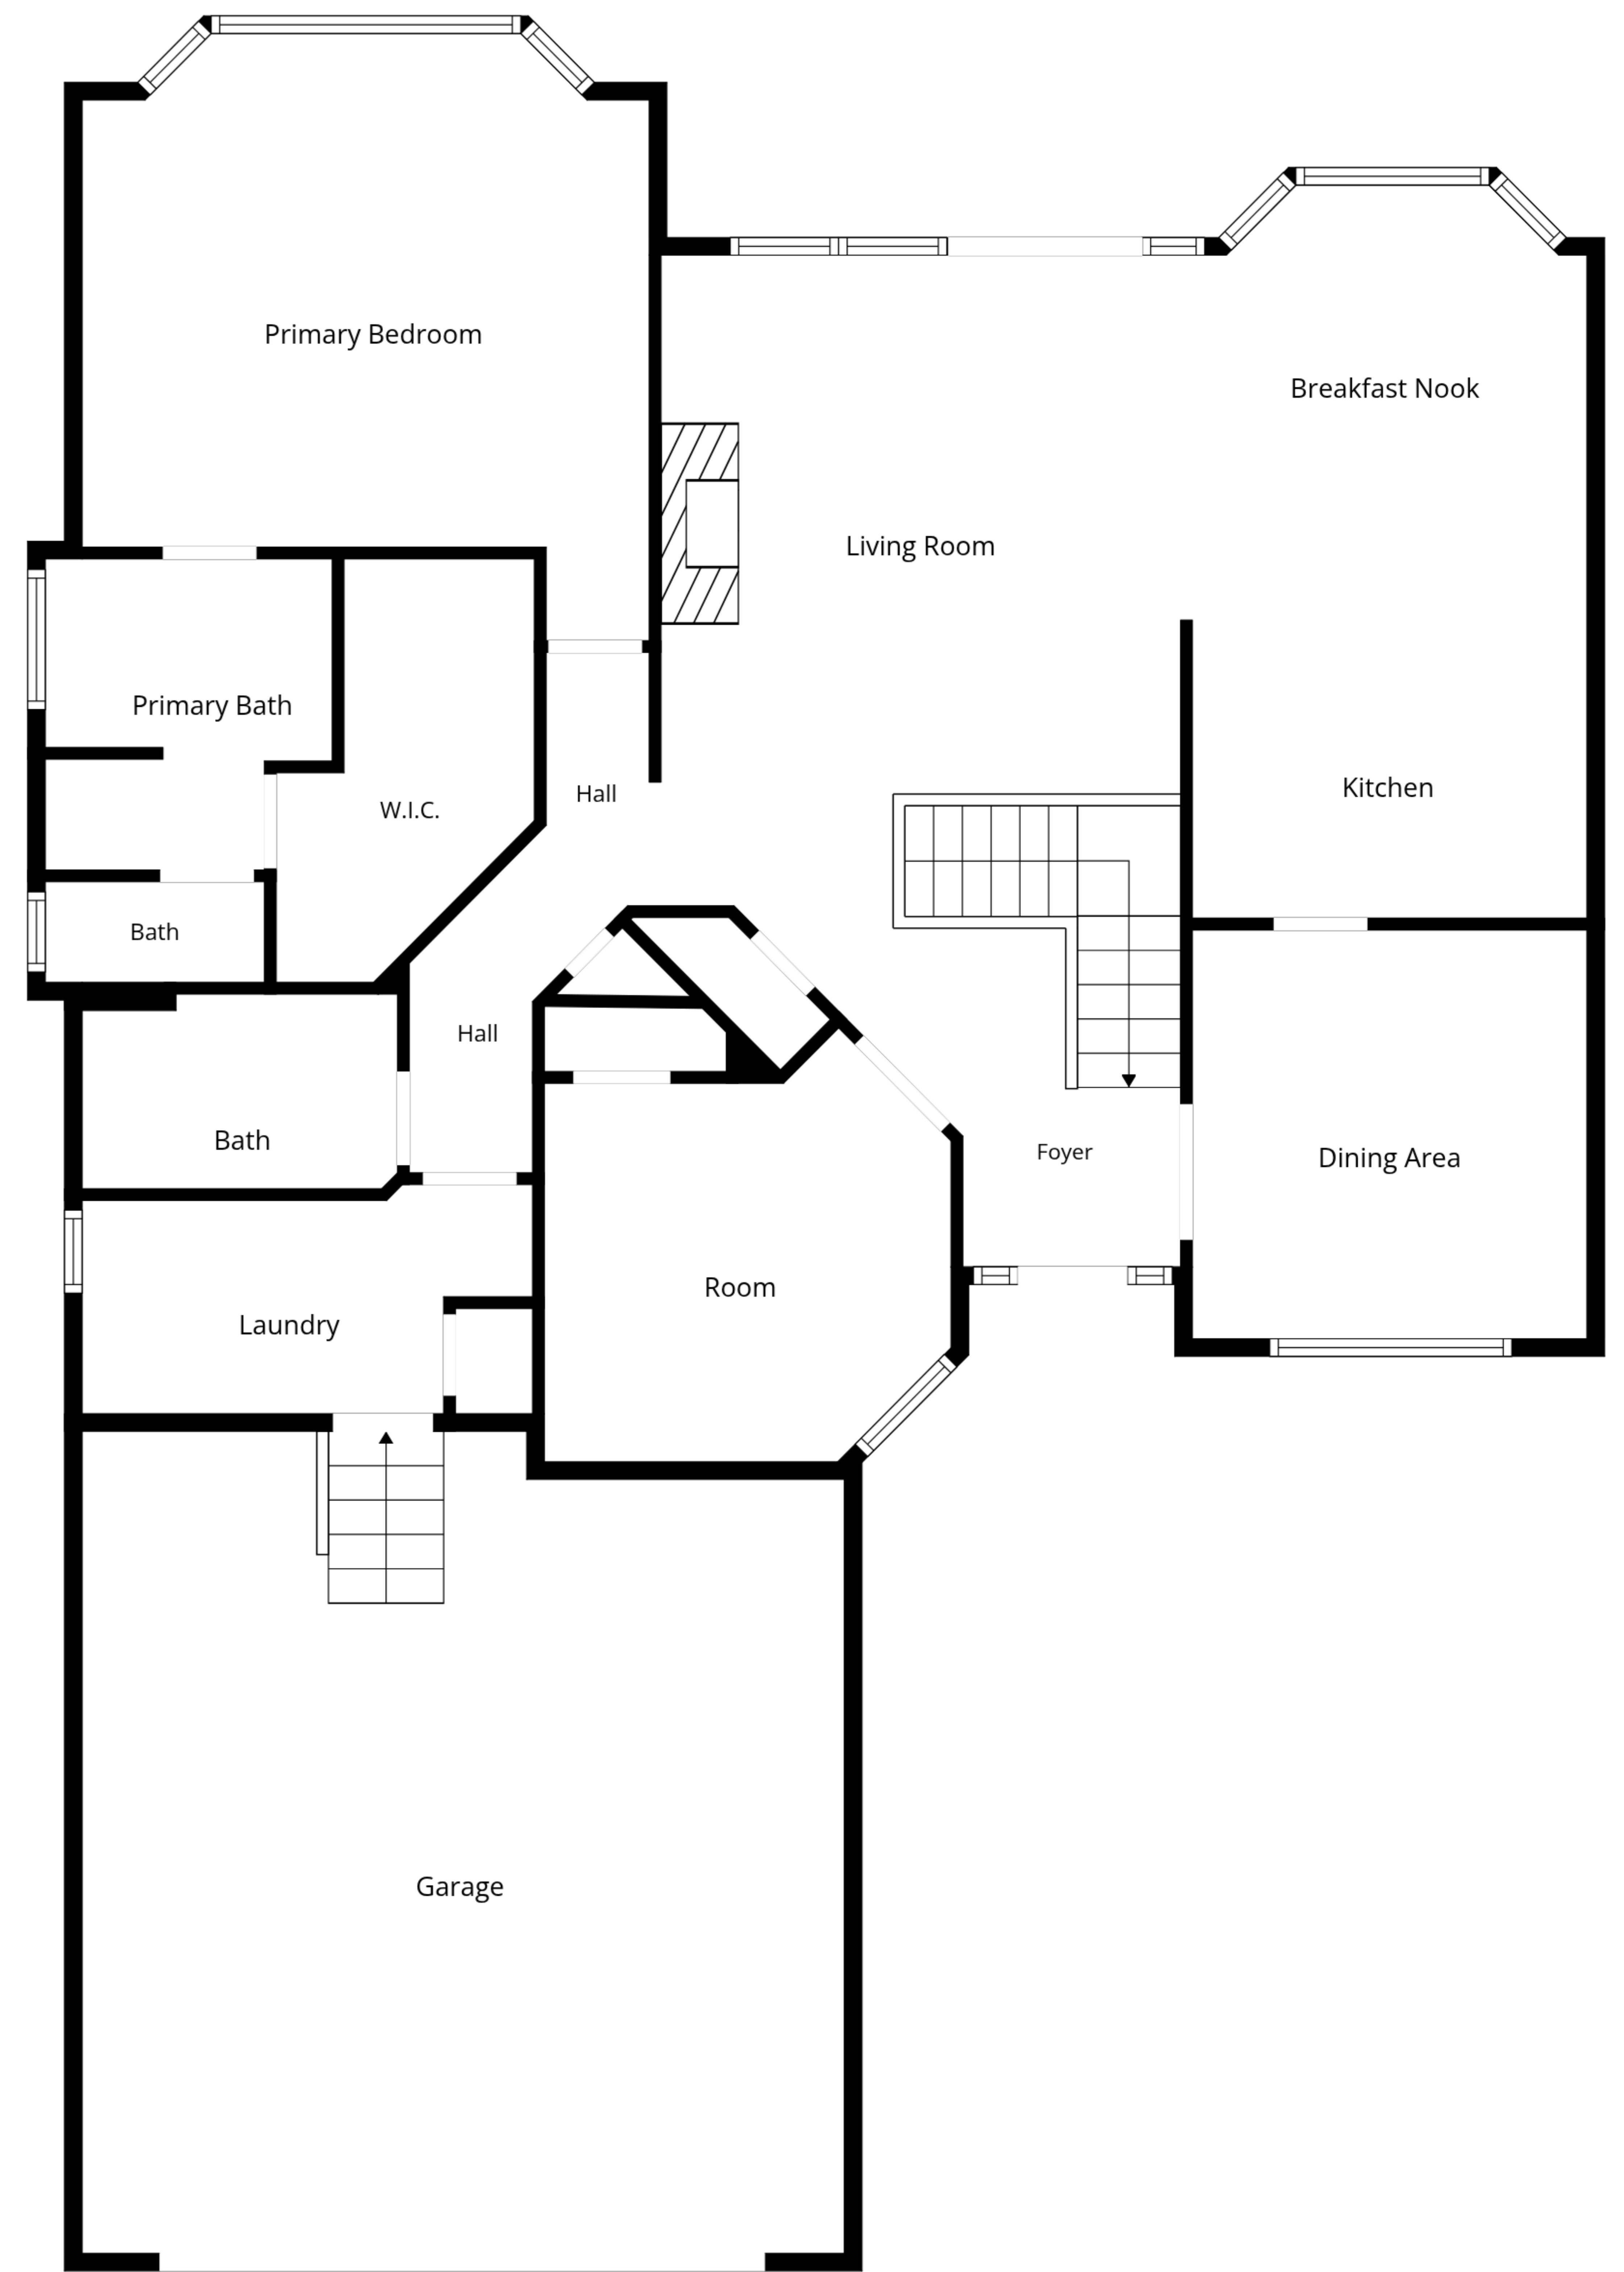 Primary Bedroom
Breakfast Nook
Living Room
Primary Bath
Kitchen
Hall
W.I.C.
Bath
Hall
Bath
Foyer
Dining Area
Room
Laundry
Garage